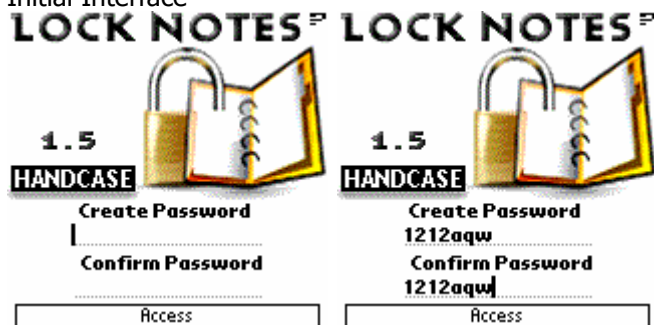 Initial Interface
LOCK NOTES
1.5
HANDCASE
Create Password
Confirm Password
Access
LOCK NOTES
1.5
HANDCASE
Create Password
1212aqw
Confirm Password
1212aqw
Access